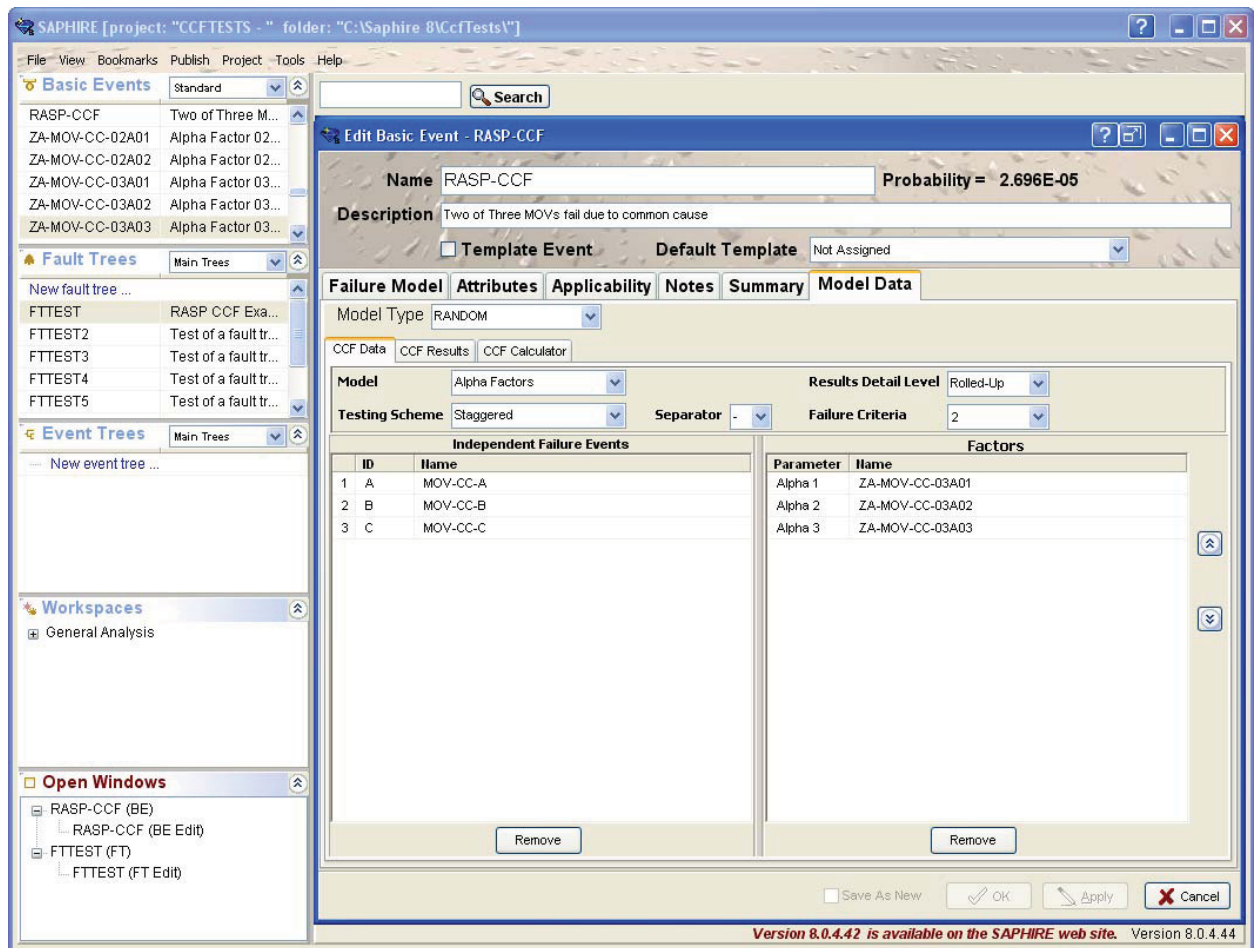 SAPHIRE [project: "CCFTESTS - " folder: "C:\Saphire 8\CcfTests\"]
File View Bookmarks Publish Project Tools Help
Basic Events Standard
RASP-CCF Two of Three M...
ZA-MOV-CC-02A01 Alpha Factor 02...
ZA-MOV-CC-02A02 Alpha Factor 02...
ZA-MOV-CC-03A01 Alpha Factor 03...
ZA-MOV-CC-03A02 Alpha Factor 03...
ZA-MOV-CC-03A03 Alpha Factor 03...
Fault Trees Main Trees
New fault tree ...
FTTEST RASP CCF Exa...
FTTEST2 Test of a fault tr...
FTTEST3 Test of a fault tr...
FTTEST4 Test of a fault tr...
FTTEST5 Test of a fault tr...
Event Trees Main Trees
New event tree ...
Workspaces
General Analysis
Open Windows
RASP-CCF (BE)
RASP-CCF (BE Edit)
FTTEST (FT)
FTTEST (FT Edit)
Search
Edit Basic Event - RASP-CCF
Name RASP-CCF Probability = 2.696E-05
Description Two of Three MOVs fail due to common cause
Template Event Default Template Not Assigned
Failure Model Attributes Applicability Notes Summary Model Data
Model Type RANDOM
CCF Data CCF Results CCF Calculator
Model Alpha Factors Results Detail Level Rolled-Up
Testing Scheme Staggered Separator - Failure Criteria 2
Independent Failure Events
ID Name
1 A MOV-CC-A
2 B MOV-CC-B
3 C MOV-CC-C
Remove
Factors
Parameter Name
Alpha 1 ZA-MOV-CC-03A01
Alpha 2 ZA-MOV-CC-03A02
Alpha 3 ZA-MOV-CC-03A03
Remove
Save As New OK Apply Cancel
Version 8.0.4.42 is available on the SAPHIRE web site. Version 8.0.4.44